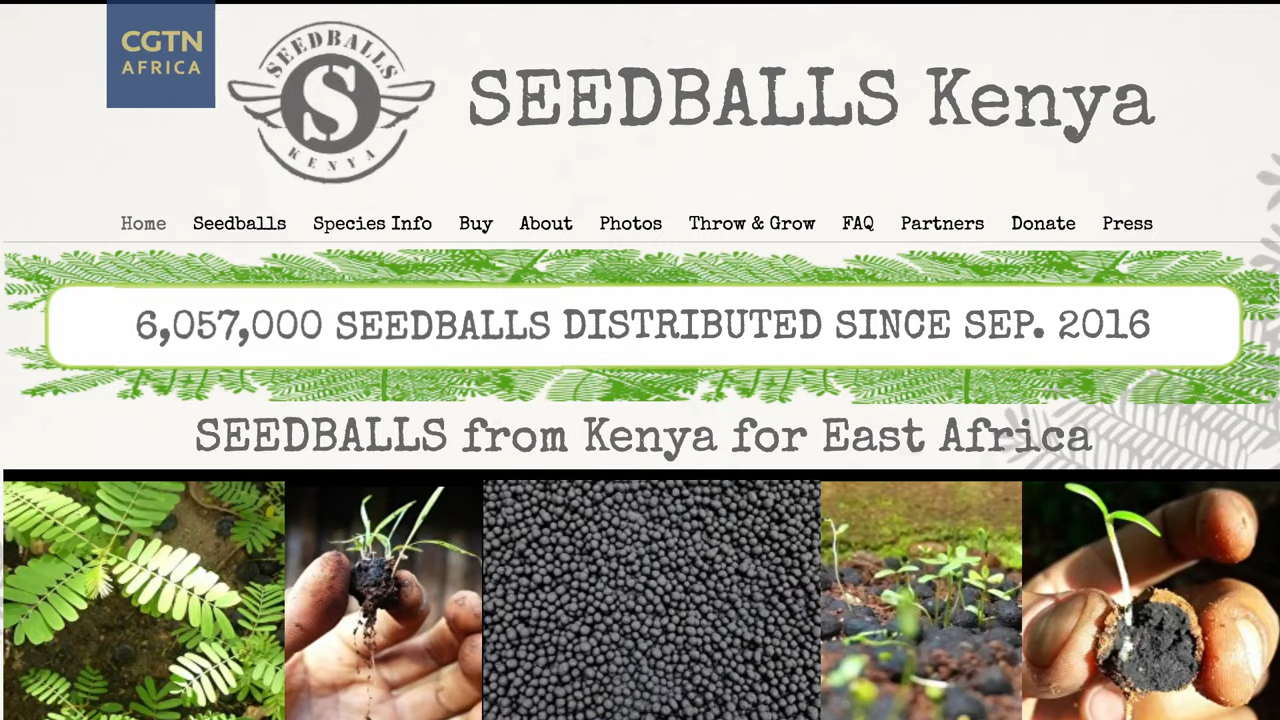 CGTN
AFRICA
SEEDBALLS
S
KENYA
SEEDBALLS Kenya
Home Seedballs Species Info Buy About Photos Throw & Grow FAQ Partners Donate Press
6,057,000 SEEDBALLS DISTRIBUTED SINCE SEP. 2016
SEEDBALLS from Kenya for East Africa